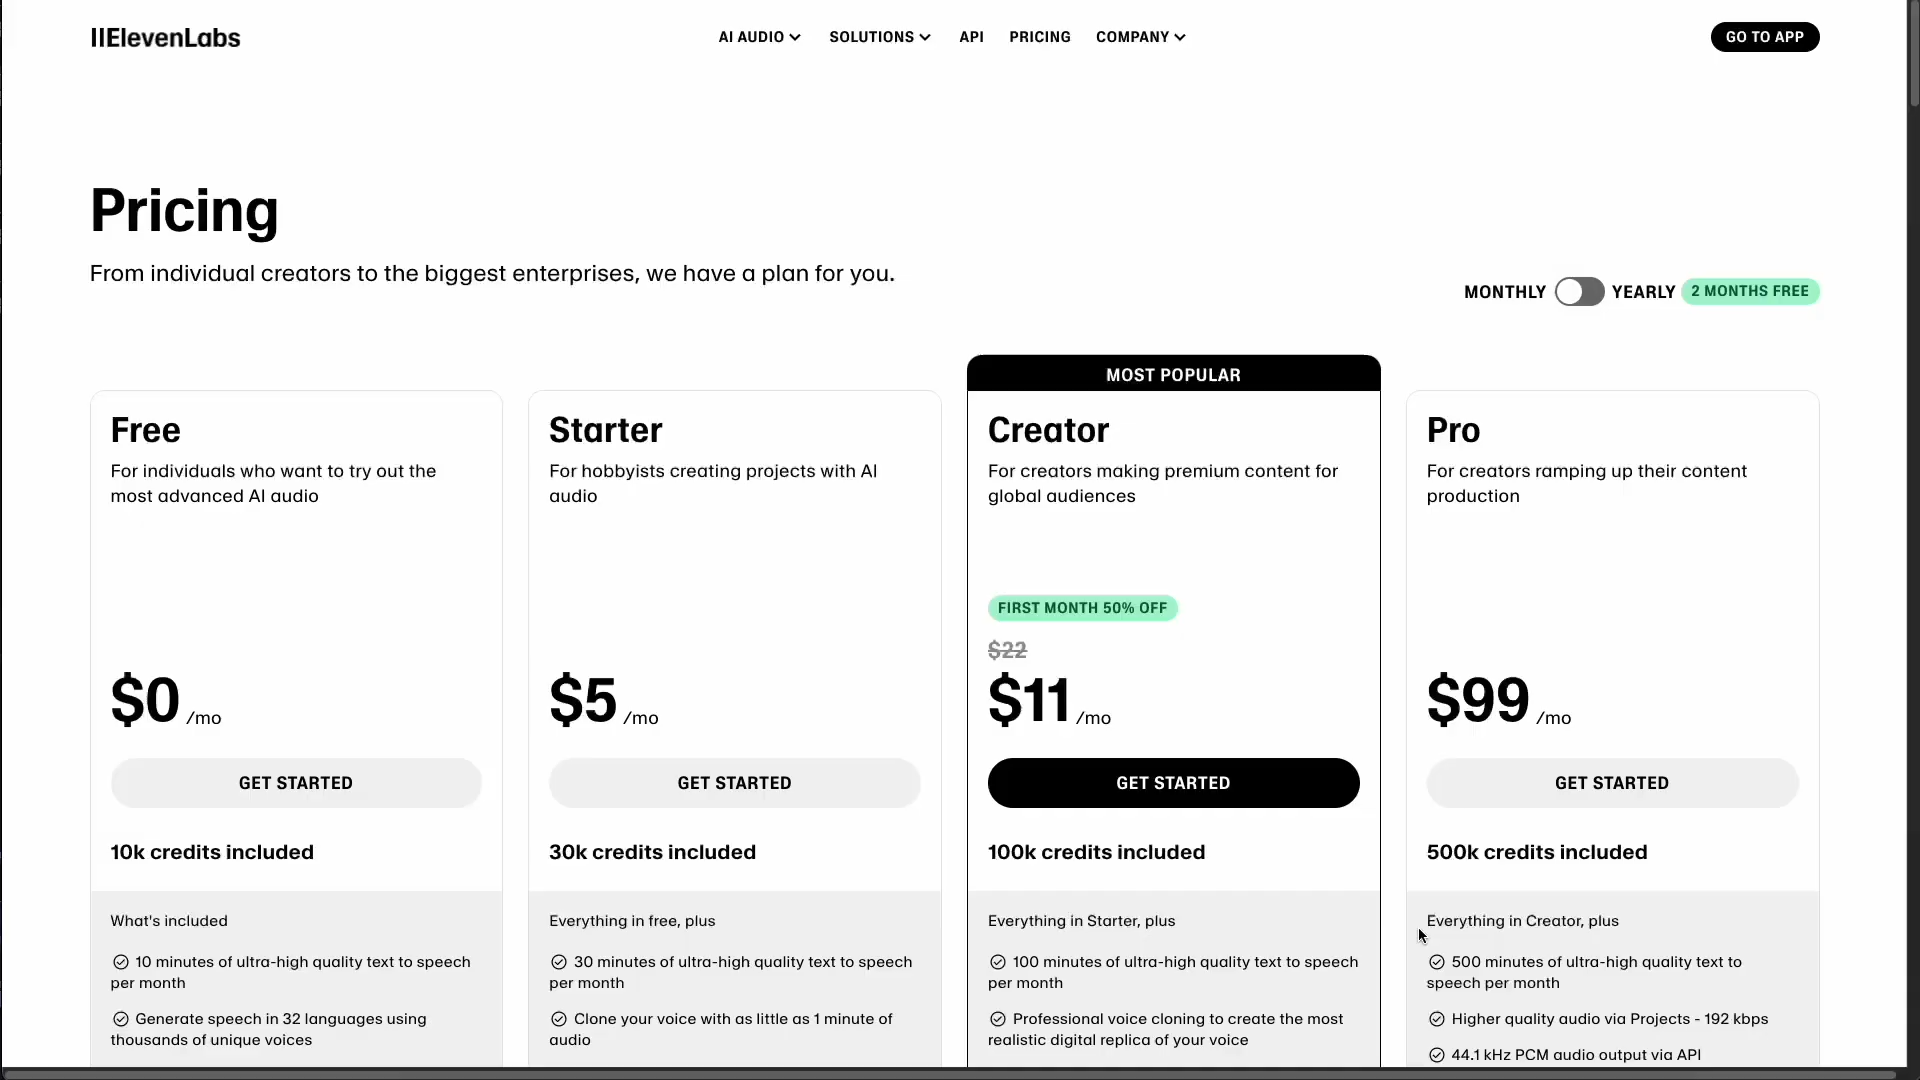 IIElevenLabs
AI AUDIO
SOLUTIONS
API
PRICING
COMPANY
GO TO APP
Pricing
From individual creators to the biggest enterprises, we have a plan for you.
MONTHLY
YEARLY
2 MONTHS FREE
Free
For individuals who want to try out the
most advanced AI audio
$0 /mo
GET STARTED
10k credits included
What's included
10 minutes of ultra-high quality text to speech
per month
Generate speech in 32 languages using
thousands of unique voices
Starter
For hobbyists creating projects with AI
audio
$5 /mo
GET STARTED
30k credits included
Everything in free, plus
30 minutes of ultra-high quality text to speech
per month
Clone your voice with as little as 1 minute of
audio
MOST POPULAR
Creator
For creators making premium content for
global audiences
FIRST MONTH 50% OFF
$22
$11 /mo
GET STARTED
100k credits included
Everything in Starter, plus
100 minutes of ultra-high quality text to speech
per month
Professional voice cloning to create the most
realistic digital replica of your voice
Pro
For creators ramping up their content
production
$99 /mo
GET STARTED
500k credits included
Everything in Creator, plus
500 minutes of ultra-high quality text to
speech per month
Higher quality audio via Projects - 192 kbps
44.1 kHz PCM audio output via API